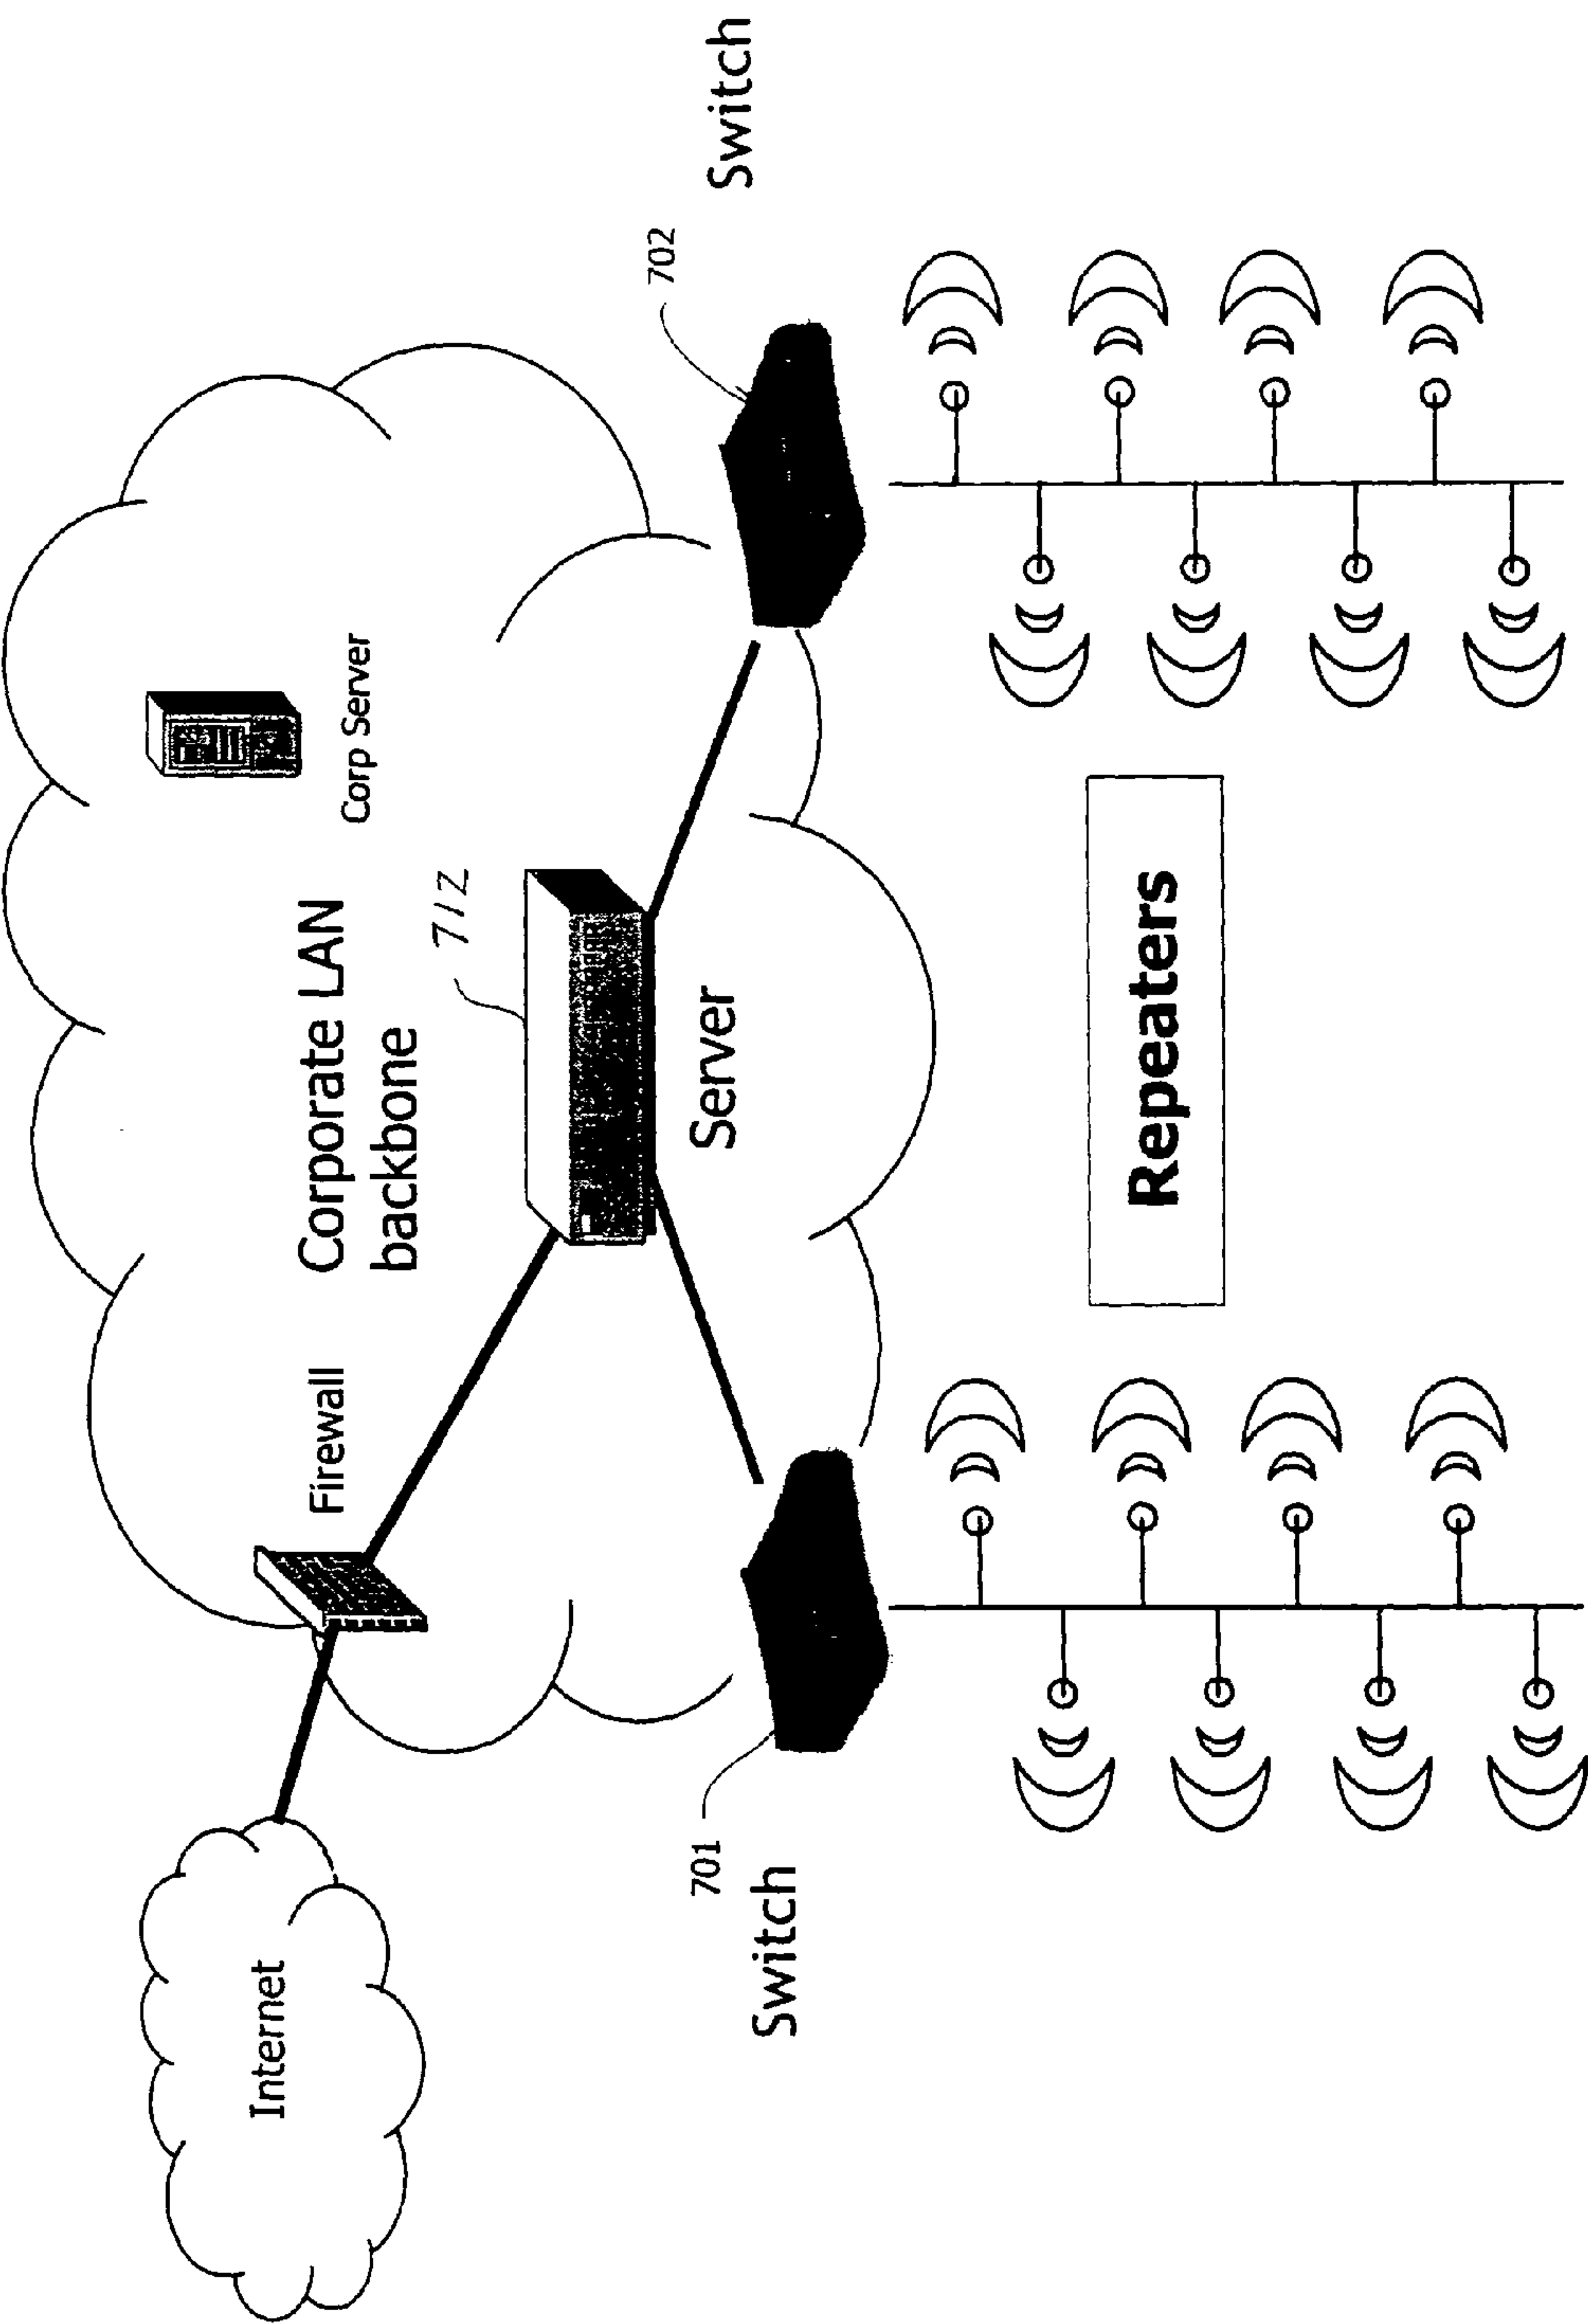 Internet
Firewall
Corporate LAN
backbone
Corp Server
712
Server
701
Switch
702
Switch
Repeaters